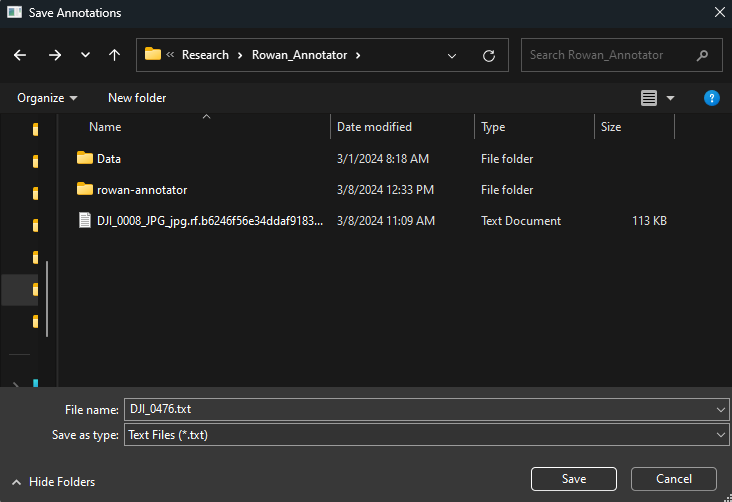 Save Annotations
« Research > Rowan_Annotator >
Search Rowan_Annotator
Organize New folder
Name Date modified Type Size
Data 3/1/2024 8:18 AM File folder
rowan-annotator 3/8/2024 12:33 PM File folder
DJI_0008_JPG_jpg.rf.b6246f56e34ddaf9183... 3/8/2024 11:09 AM Text Document 113 KB
File name: DJI_0476.txt
Save as type: Text Files (*.txt)
Hide Folders Save Cancel